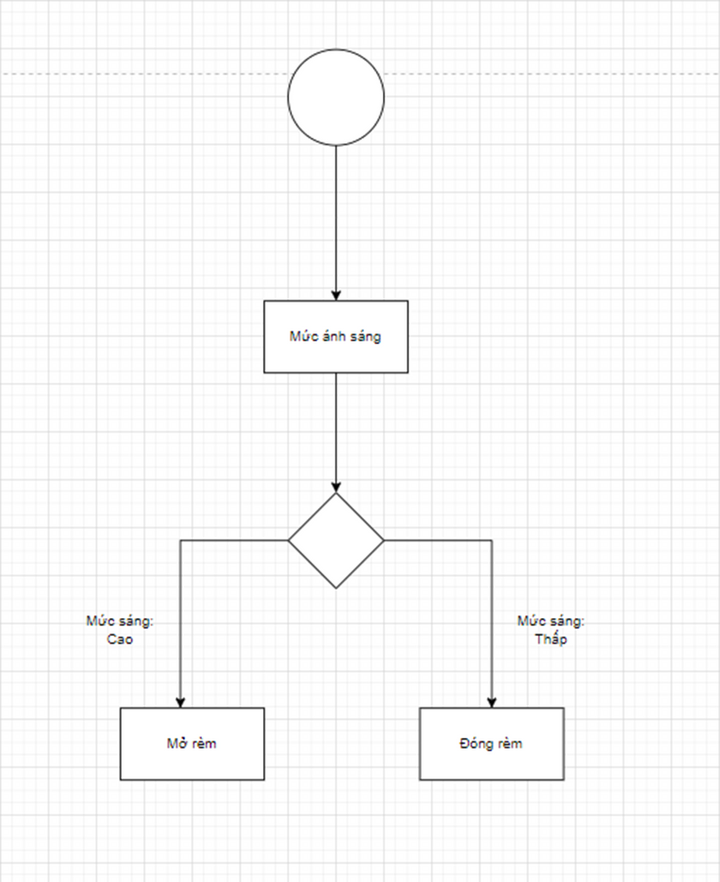 Mức ánh sáng
Mức sáng:
Cao
Mức sáng:
Thấp
Mở rèm
Đóng rèm